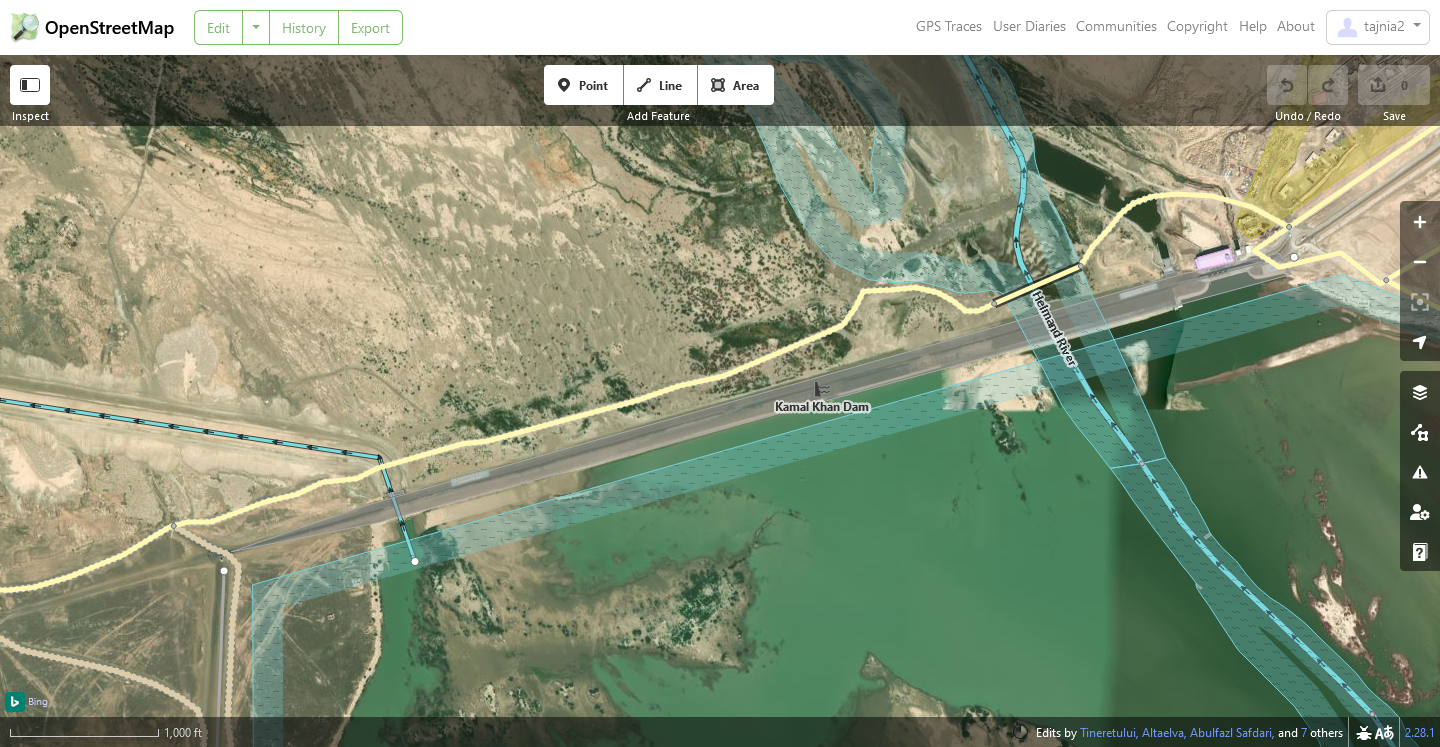 OpenStreetMap
Edit
History
Export
GPS Traces
User Diaries
Communities
Copyright
Help
About
tajnia2
Inspect
Point
Line
Area
Add Feature
Undo / Redo
0
Save
Helmand River
Kamal Khan Dam
Bing
1,000 ft
Edits by Tineretului, Altaelva, Abulfazl Safdari, and 7 others
Aあ
2.28.1